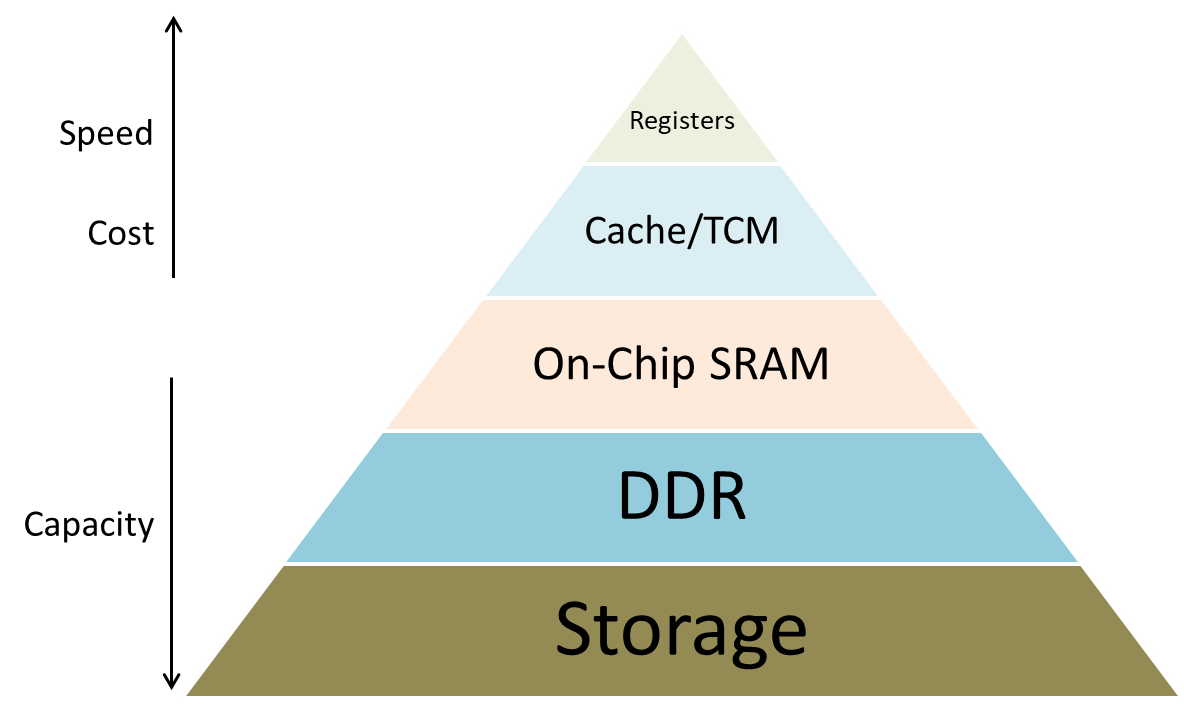 Speed
Cost
Capacity
Registers
Cache/TCM
On-Chip SRAM
DDR
Storage